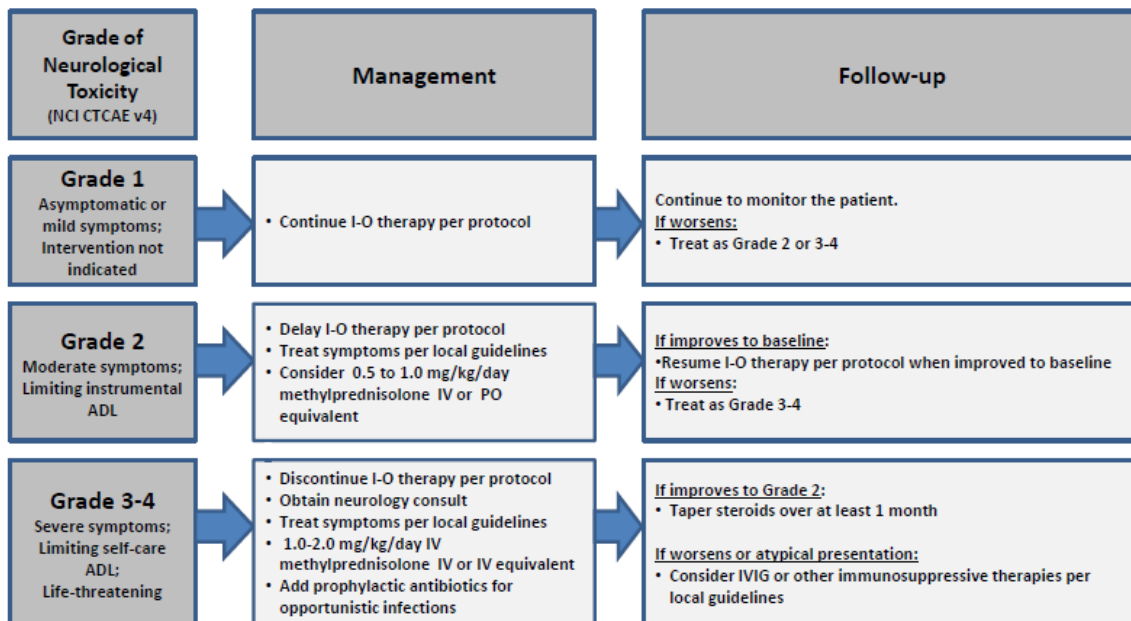 Grade of
Neurological
Toxicity
(NCI CTCAE v4)
Management
Follow-up
Grade 1
Asymptomatic or
mild symptoms;
Intervention not
indicated
• Continue I-O therapy per protocol
Continue to monitor the patient.
If worsens:
• Treat as Grade 2 or 3-4
Grade 2
Moderate symptoms;
Limiting instrumental
ADL
• Delay I-O therapy per protocol
• Treat symptoms per local guidelines
• Consider 0.5 to 1.0 mg/kg/day
methylprednisolone IV or PO
equivalent
If improves to baseline:
•Resume I-O therapy per protocol when improved to baseline
If worsens:
• Treat as Grade 3-4
Grade 3-4
Severe symptoms;
Limiting self-care
ADL;
Life-threatening
• Discontinue I-O therapy per protocol
• Obtain neurology consult
• Treat symptoms per local guidelines
• 1.0-2.0 mg/kg/day IV
methylprednisolone IV or IV equivalent
• Add prophylactic antibiotics for
opportunistic infections
If improves to Grade 2:
• Taper steroids over at least 1 month
If worsens or atypical presentation:
• Consider IVIG or other immunosuppressive therapies per
local guidelines